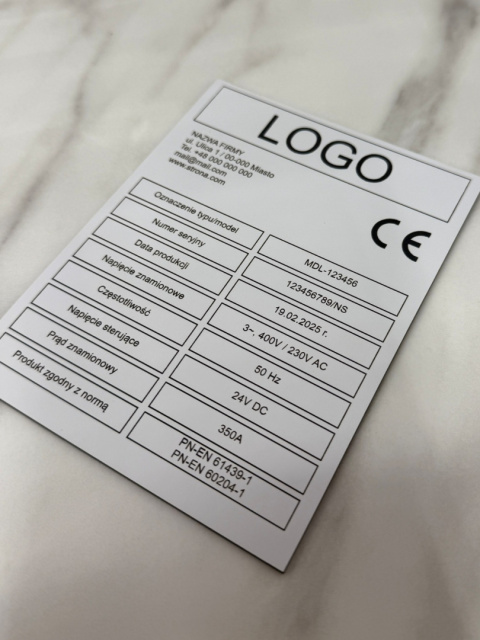 LOGO
NAZWA FIRMY
ul. Ulica 1 / 00-000 Miasto
Tel. +48 000 000 000
mail@mail.com
www.strona.com
CE
Oznaczenie typu/model
MDL-123456
Numer seryjny
123456789/NS
Data produkcji
19.02.2025 r.
Napięcie znamionowe
3~, 400V / 230V AC
Częstotliwość
50 Hz
Napięcie sterujące
24V DC
Prąd znamionowy
350A
Produkt zgodny z normą
PN-EN 61439-1
PN-EN 60204-1